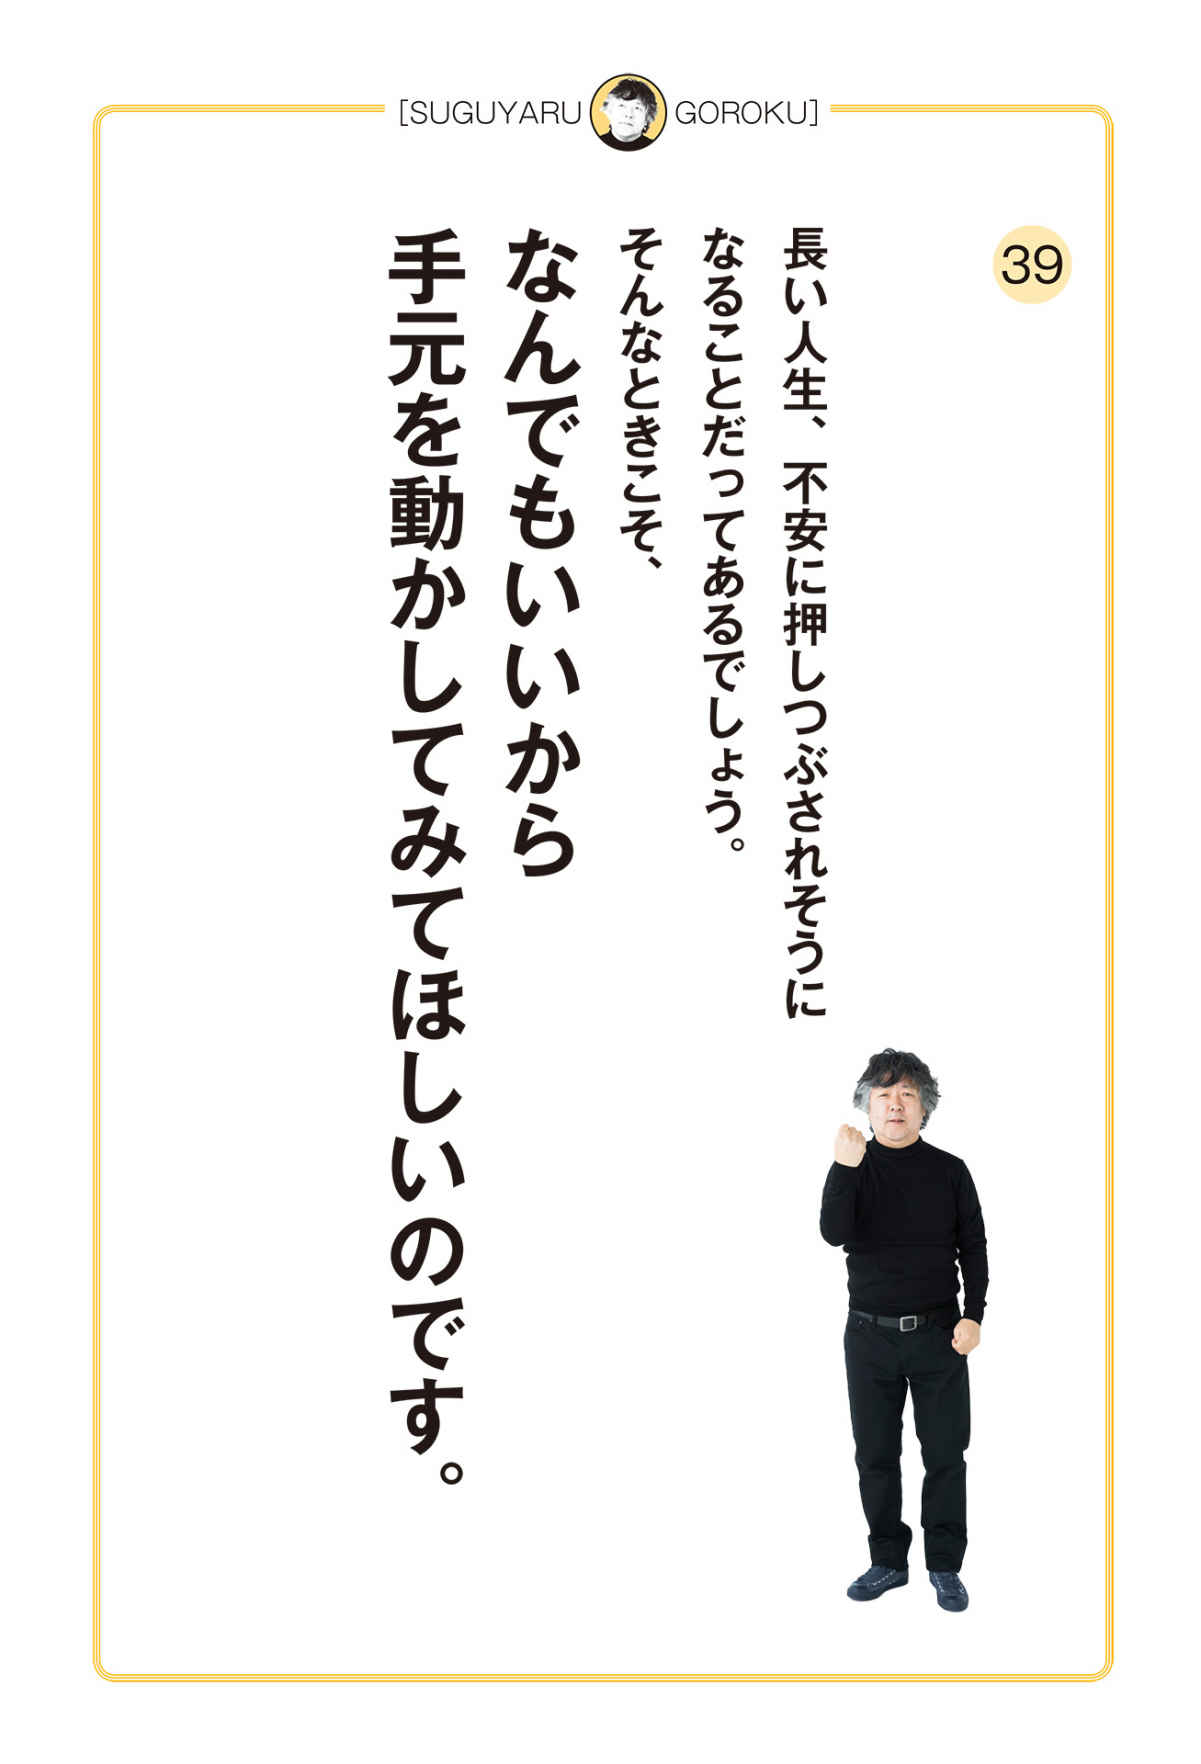 [SUGUYARU GOROKU]
39
長い人生、不安に押しつぶされそうに
なることだってあるでしょう。
そんなときこそ、
なんでもいいから
手元を動かしてみてほしいのです。